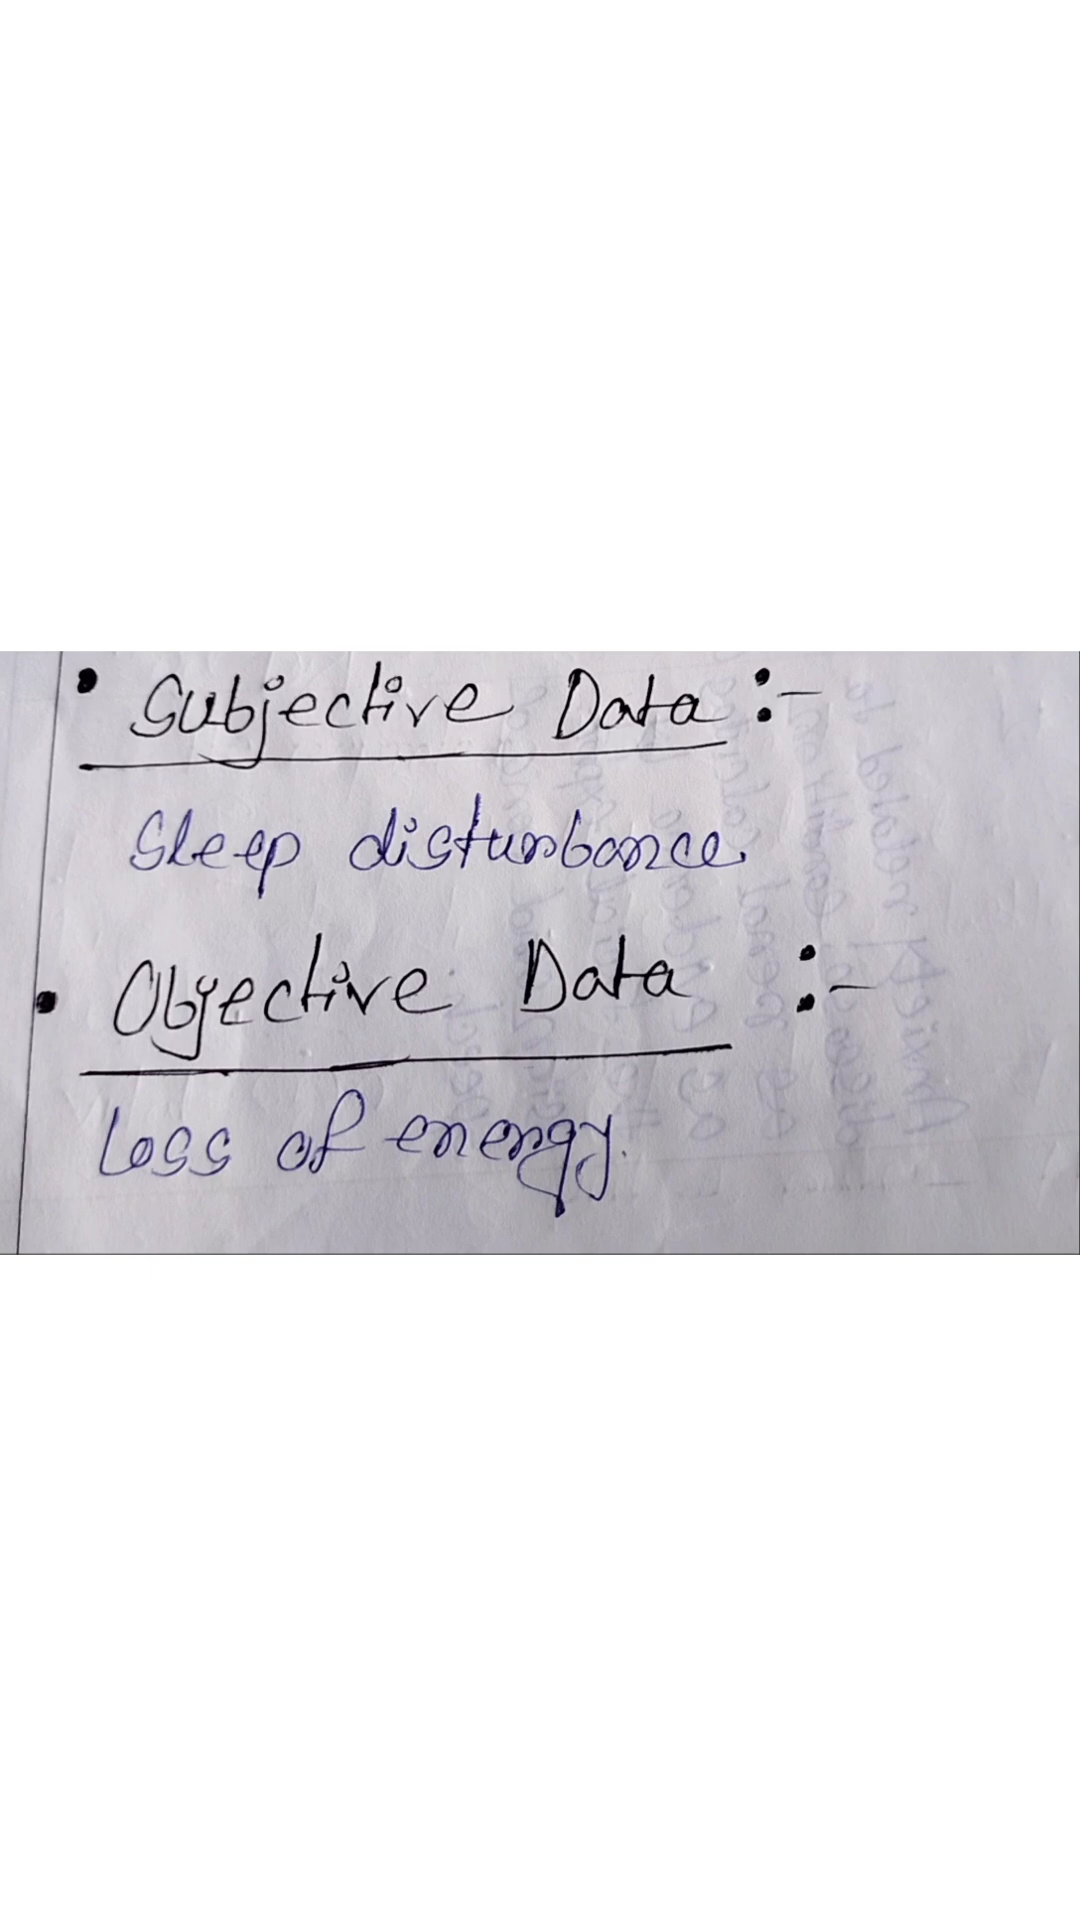 • Subjective Data :-
Sleep disturbance.
• Objective Data :-
Loss of energy.